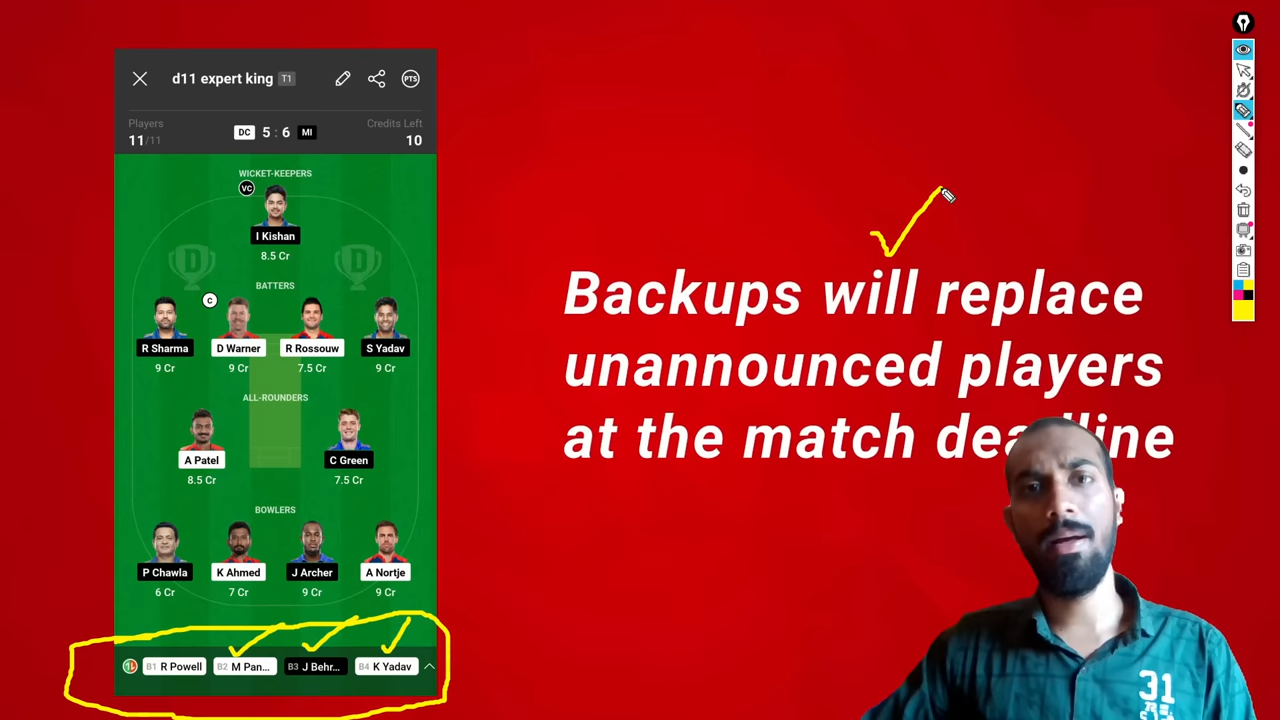 d11 expert king T1
PTS
Players
11/11
DC 5 : 6 MI
Credits Left
10
WICKET-KEEPERS
VC
I Kishan
8.5 Cr
BATTERS
C
R Sharma
9 Cr
D Warner
9 Cr
R Rossouw
7.5 Cr
S Yadav
9 Cr
ALL-ROUNDERS
A Patel
8.5 Cr
C Green
7.5 Cr
BOWLERS
P Chawla
6 Cr
K Ahmed
7 Cr
J Archer
9 Cr
A Nortje
9 Cr
B1 R Powell
B2 M Pan...
B3 J Behr...
B4 K Yadav
Backups will replace
unannounced players
at the match deadline
31